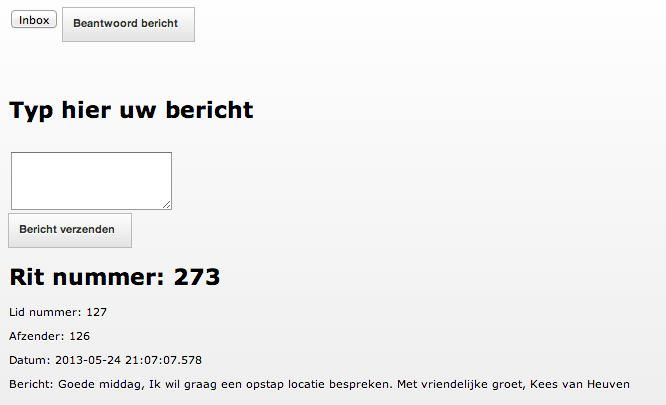 Inbox Beantwoord bericht
Typ hier uw bericht
Bericht verzenden
Rit nummer: 273
Lid nummer: 127
Afzender: 126
Datum: 2013-05-24 21:07:07.578
Bericht: Goede middag, Ik wil graag een opstap locatie bespreken. Met vriendelijke groet, Kees van Heuven